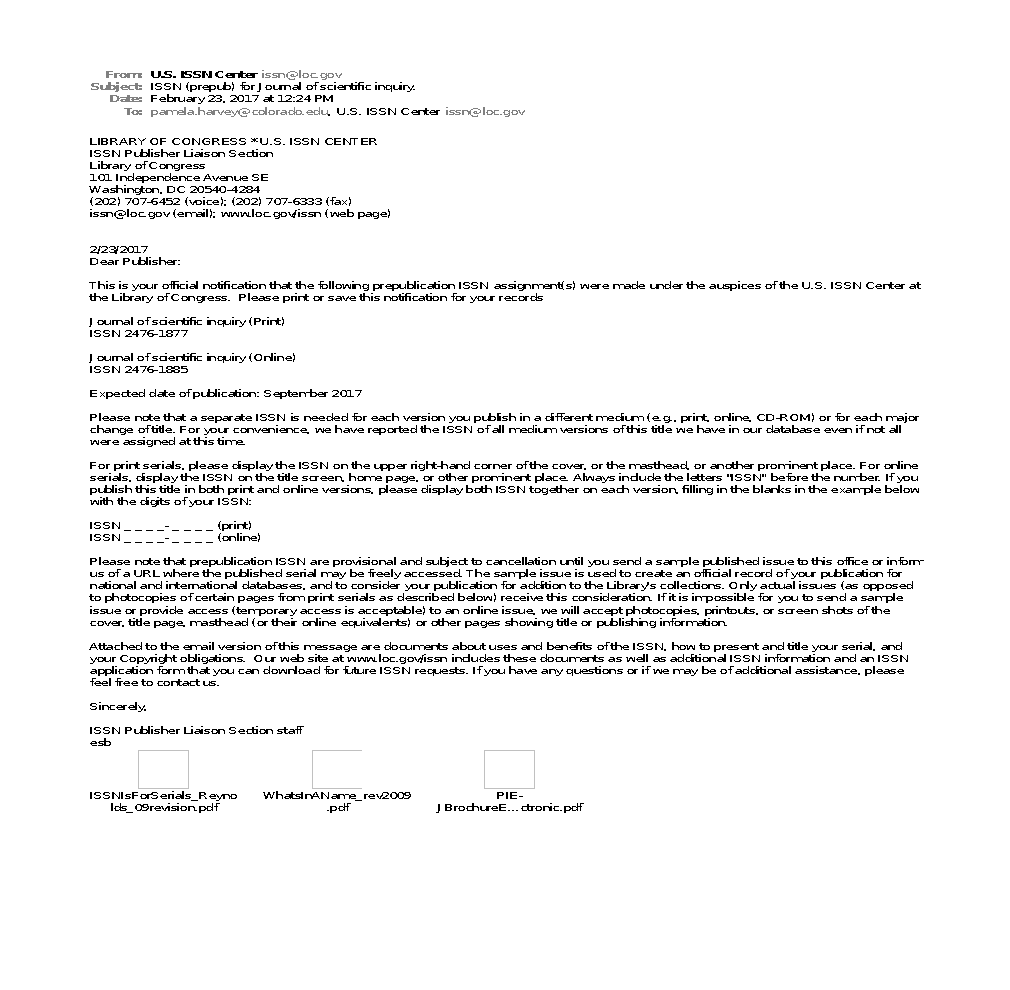 From: U.S. ISSN Center issn@loc.gov
Subject: ISSN (prepub) for Journal of scientific inquiry.
Date: February 23, 2017 at 12:24 PM
To: pamela.harvey@colorado.edu, U.S. ISSN Center issn@loc.gov
LIBRARY OF CONGRESS *U.S. ISSN CENTER
ISSN Publisher Liaison Section
Library of Congress
101 Independence Avenue SE
Washington, DC 20540-4284
(202) 707-6452 (voice); (202) 707-6333 (fax)
issn@loc.gov (email); www.loc.gov/issn (web page)
2/23/2017
Dear Publisher:
This is your official notification that the following prepublication ISSN assignment(s) were made under the auspices of the U.S. ISSN Center at
the Library of Congress.  Please print or save this notification for your records
Journal of scientific inquiry (Print)
ISSN 2476-1877
Journal of scientific inquiry (Online)
ISSN 2476-1885
Expected date of publication: September 2017
Please note that a separate ISSN is needed for each version you publish in a different medium (e.g., print, online, CD-ROM) or for each major
change of title. For your convenience, we have reported the ISSN of all medium versions of this title we have in our database even if not all
were assigned at this time.
For print serials, please display the ISSN on the upper right-hand corner of the cover, or the masthead, or another prominent place. For online
serials, display the ISSN on the title screen, home page, or other prominent place. Always include the letters "ISSN" before the number. If you
publish this title in both print and online versions, please display both ISSN together on each version, filling in the blanks in the example below
with the digits of your ISSN:
ISSN _ _ _ _-_ _ _ _ (print)
ISSN _ _ _ _-_ _ _ _ (online)
Please note that prepublication ISSN are provisional and subject to cancellation until you send a sample published issue to this office or inform
us of a URL where the published serial may be freely accessed. The sample issue is used to create an official record of your publication for
national and international databases, and to consider your publication for addition to the Library's collections. Only actual issues (as opposed
to photocopies of certain pages from print serials as described below) receive this consideration. If it is impossible for you to send a sample
issue or provide access (temporary access is acceptable) to an online issue, we will accept photocopies, printouts, or screen shots of the
cover, title page, masthead (or their online equivalents) or other pages showing title or publishing information.
Attached to the email version of this message are documents about uses and benefits of the ISSN, how to present and title your serial, and
your Copyright obligations.  Our web site at www.loc.gov/issn includes these documents as well as additional ISSN information and an ISSN
application form that you can download for future ISSN requests. If you have any questions or if we may be of additional assistance, please
feel free to contact us.
Sincerely,
ISSN Publisher Liaison Section staff
esb
ISSNIsForSerials_Reyno
lds_09revision.pdf
WhatsInAName_rev2009
.pdf
PIE-
JBrochureE…ctronic.pdf